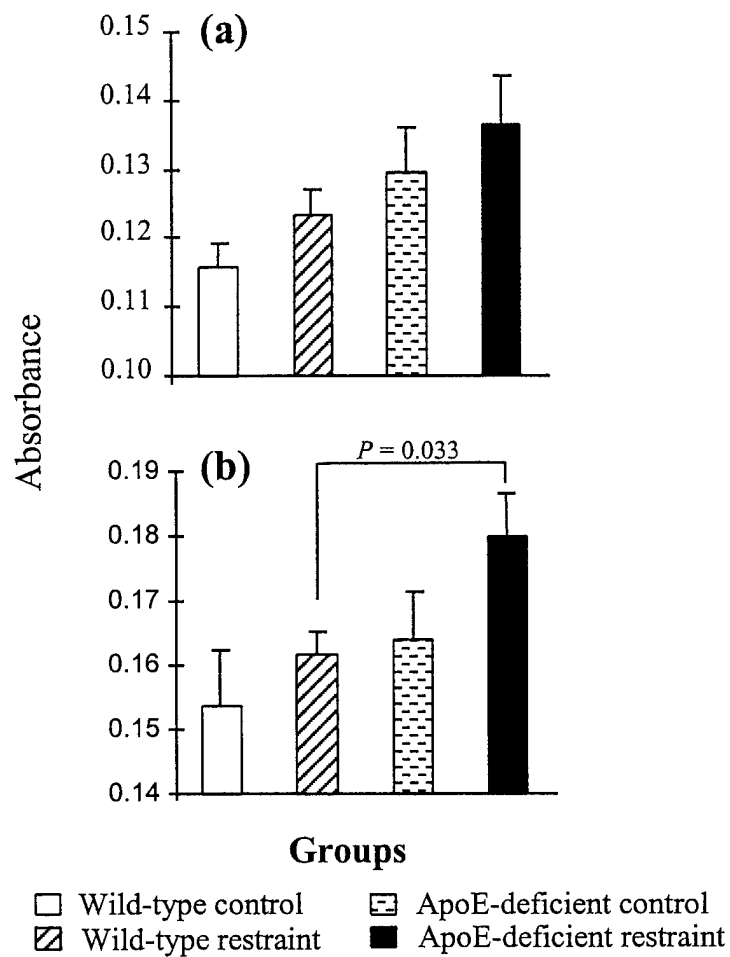 (a)
0.15
0.14
0.13
0.12
0.11
0.10
Absorbance
(b)
P = 0.033
0.19
0.18
0.17
0.16
0.15
0.14
Groups
Wild-type control
ApoE-deficient control
Wild-type restraint
ApoE-deficient restraint